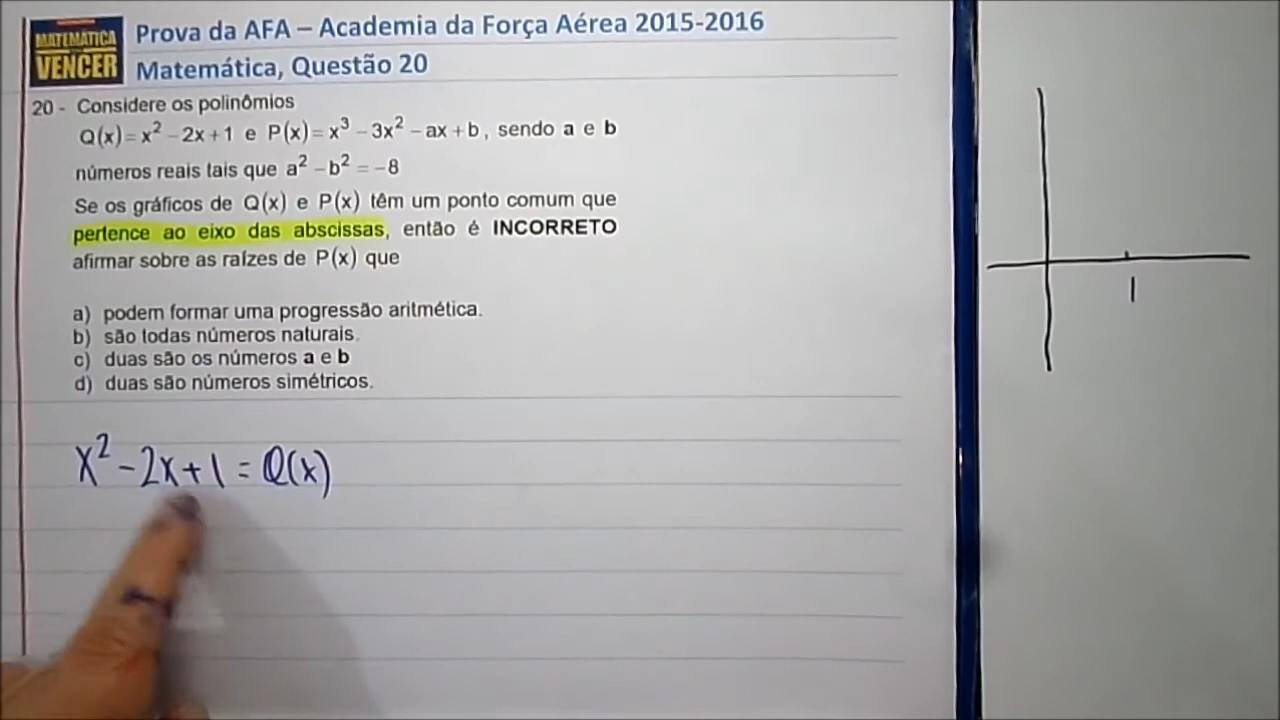 MATEMÁTICA
VENCER
Prova da AFA – Academia da Força Aérea 2015-2016
Matemática, Questão 20
20 - Considere os polinômios
Q(x)=x² −2x+1 e P(x)=x³ −3x² −ax+b, sendo a e b
números reais tais que a² −b² =−8
Se os gráficos de Q(x) e P(x) têm um ponto comum que
pertence ao eixo das abscissas, então é INCORRETO
afirmar sobre as raízes de P(x) que
a) podem formar uma progressão aritmética.
b) são todas números naturais.
c) duas são os números a e b
d) duas são números simétricos.
x² −2x+1 = Q(x)
1